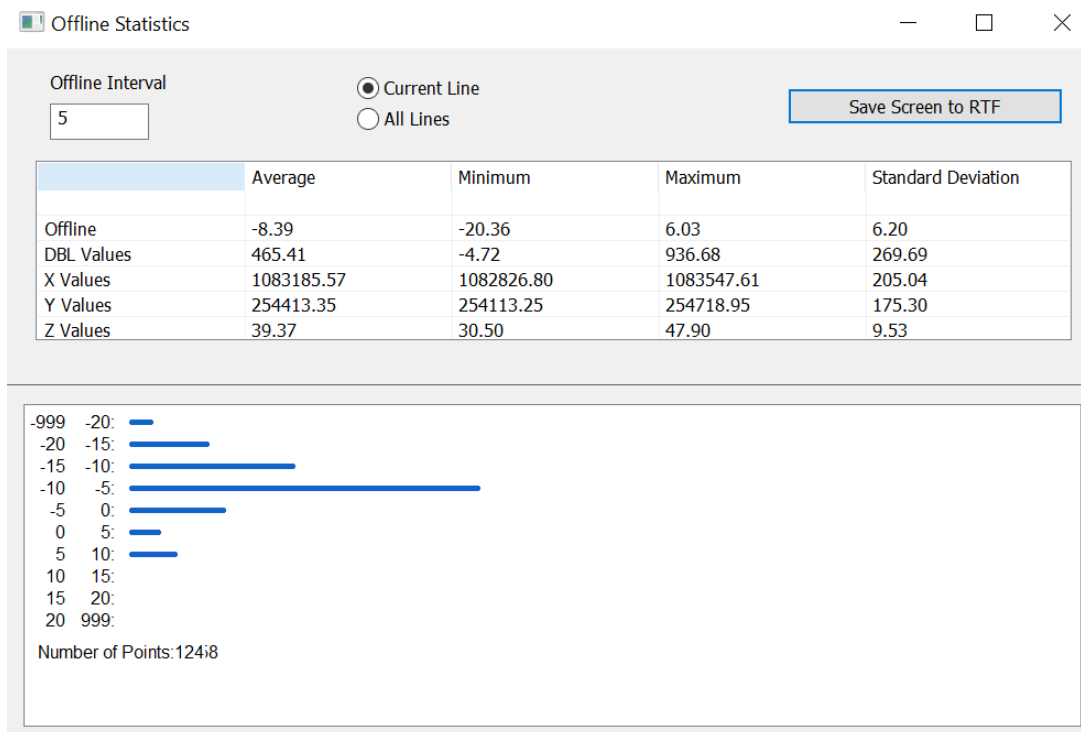 Offline Statistics
Offline Interval
5
Current Line
All Lines
Save Screen to RTF
Average Minimum Maximum Standard Deviation
Offline -8.39 -20.36 6.03 6.20
DBL Values 465.41 -4.72 936.68 269.69
X Values 1083185.57 1082826.80 1083547.61 205.04
Y Values 254413.35 254113.25 254718.95 175.30
Z Values 39.37 30.50 47.90 9.53
-999 -20:
-20 -15:
-15 -10:
-10 -5:
-5 0:
0 5:
5 10:
10 15:
15 20:
20 999:
Number of Points: